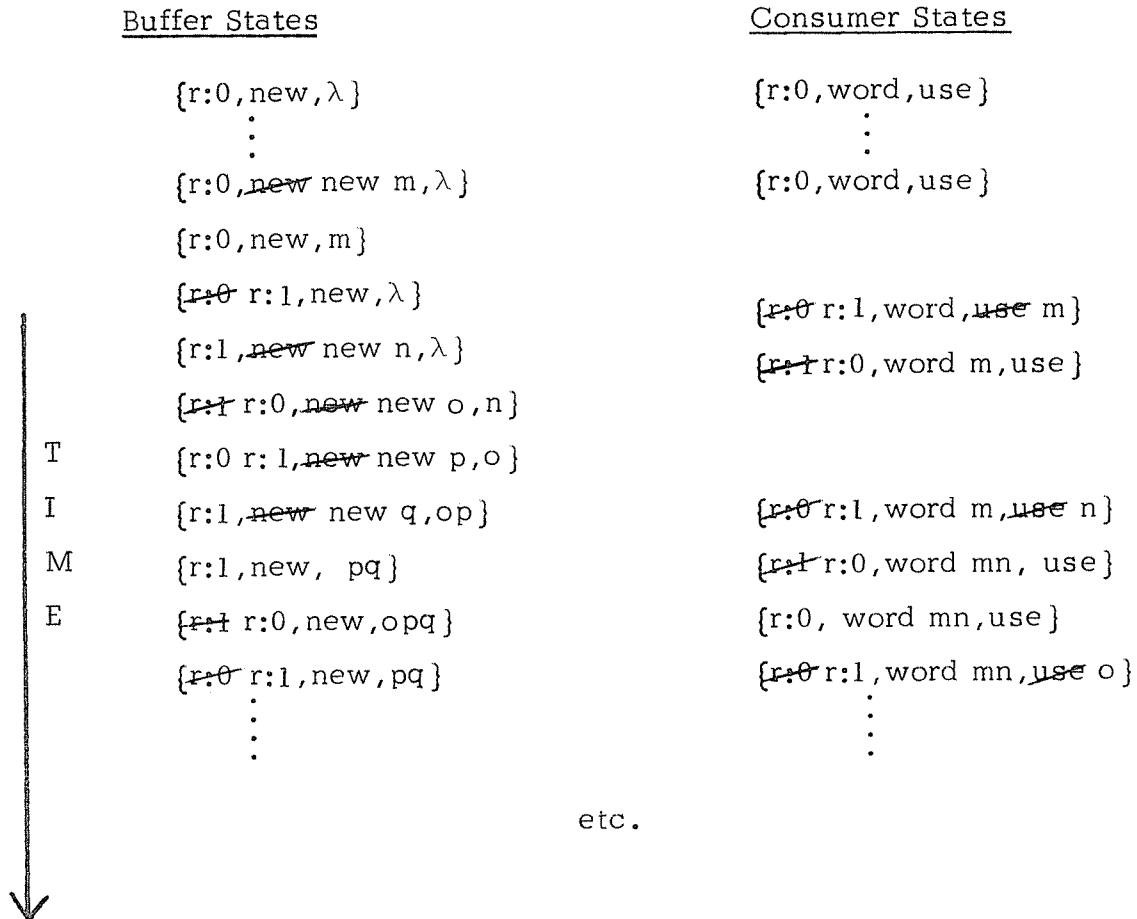 Buffer States Consumer States
{r:0,new,λ} {r:0,word,use}
{r:0,new new m,λ} {r:0,word,use}
{r:0,new,m}
{r:0 r:1,new,λ}
{r:0 r:1,word,use m}
{r:1,new new n,λ}
{r:1 r:0,word m,use}
{r:1 r:0,new new o,n}
T {r:0 r:1,new new p,o}
I {r:1,new new q,op} {r:0 r:1,word m,use n}
M {r:1,new, pq} {r:1 r:0,word mn, use}
E {r:1 r:0,new,opq} {r:0, word mn,use}
{r:0 r:1,new,pq} {r:0 r:1,word mn,use o}
etc.